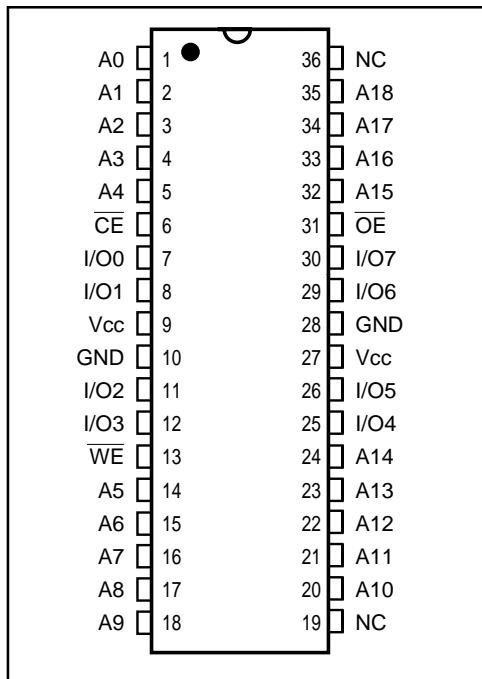 A0 1 36 NC
A1 2 35 A18
A2 3 34 A17
A3 4 33 A16
A4 5 32 A15
C̅E̅ 6 31 O̅E̅
I/O0 7 30 I/O7
I/O1 8 29 I/O6
Vcc 9 28 GND
GND 10 27 Vcc
I/O2 11 26 I/O5
I/O3 12 25 I/O4
W̅E̅ 13 24 A14
A5 14 23 A13
A6 15 22 A12
A7 16 21 A11
A8 17 20 A10
A9 18 19 NC